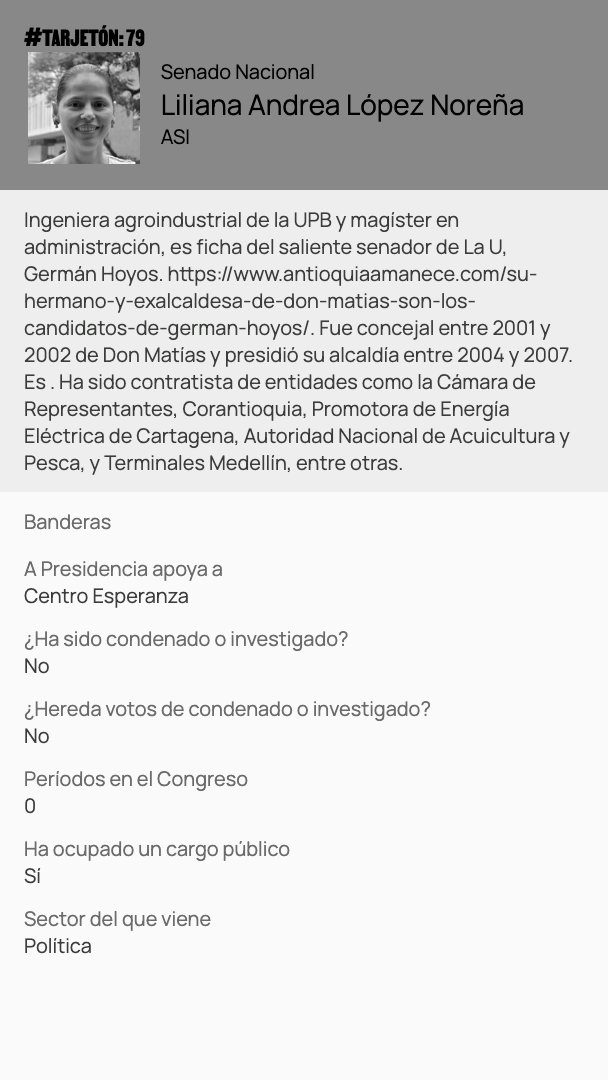 #TARJETÓN: 79
Senado Nacional
Liliana Andrea López Noreña
ASI
Ingeniera agroindustrial de la UPB y magíster en
administración, es ficha del saliente senador de La U,
Germán Hoyos. https://www.antioquiaamanece.com/su-
hermano-y-exalcaldesa-de-don-matias-son-los-
candidatos-de-german-hoyos/. Fue concejal entre 2001 y
2002 de Don Matías y presidió su alcaldía entre 2004 y 2007.
Es . Ha sido contratista de entidades como la Cámara de
Representantes, Corantioquia, Promotora de Energía
Eléctrica de Cartagena, Autoridad Nacional de Acuicultura y
Pesca, y Terminales Medellín, entre otras.
Banderas
A Presidencia apoya a
Centro Esperanza
¿Ha sido condenado o investigado?
No
¿Hereda votos de condenado o investigado?
No
Períodos en el Congreso
0
Ha ocupado un cargo público
Sí
Sector del que viene
Política